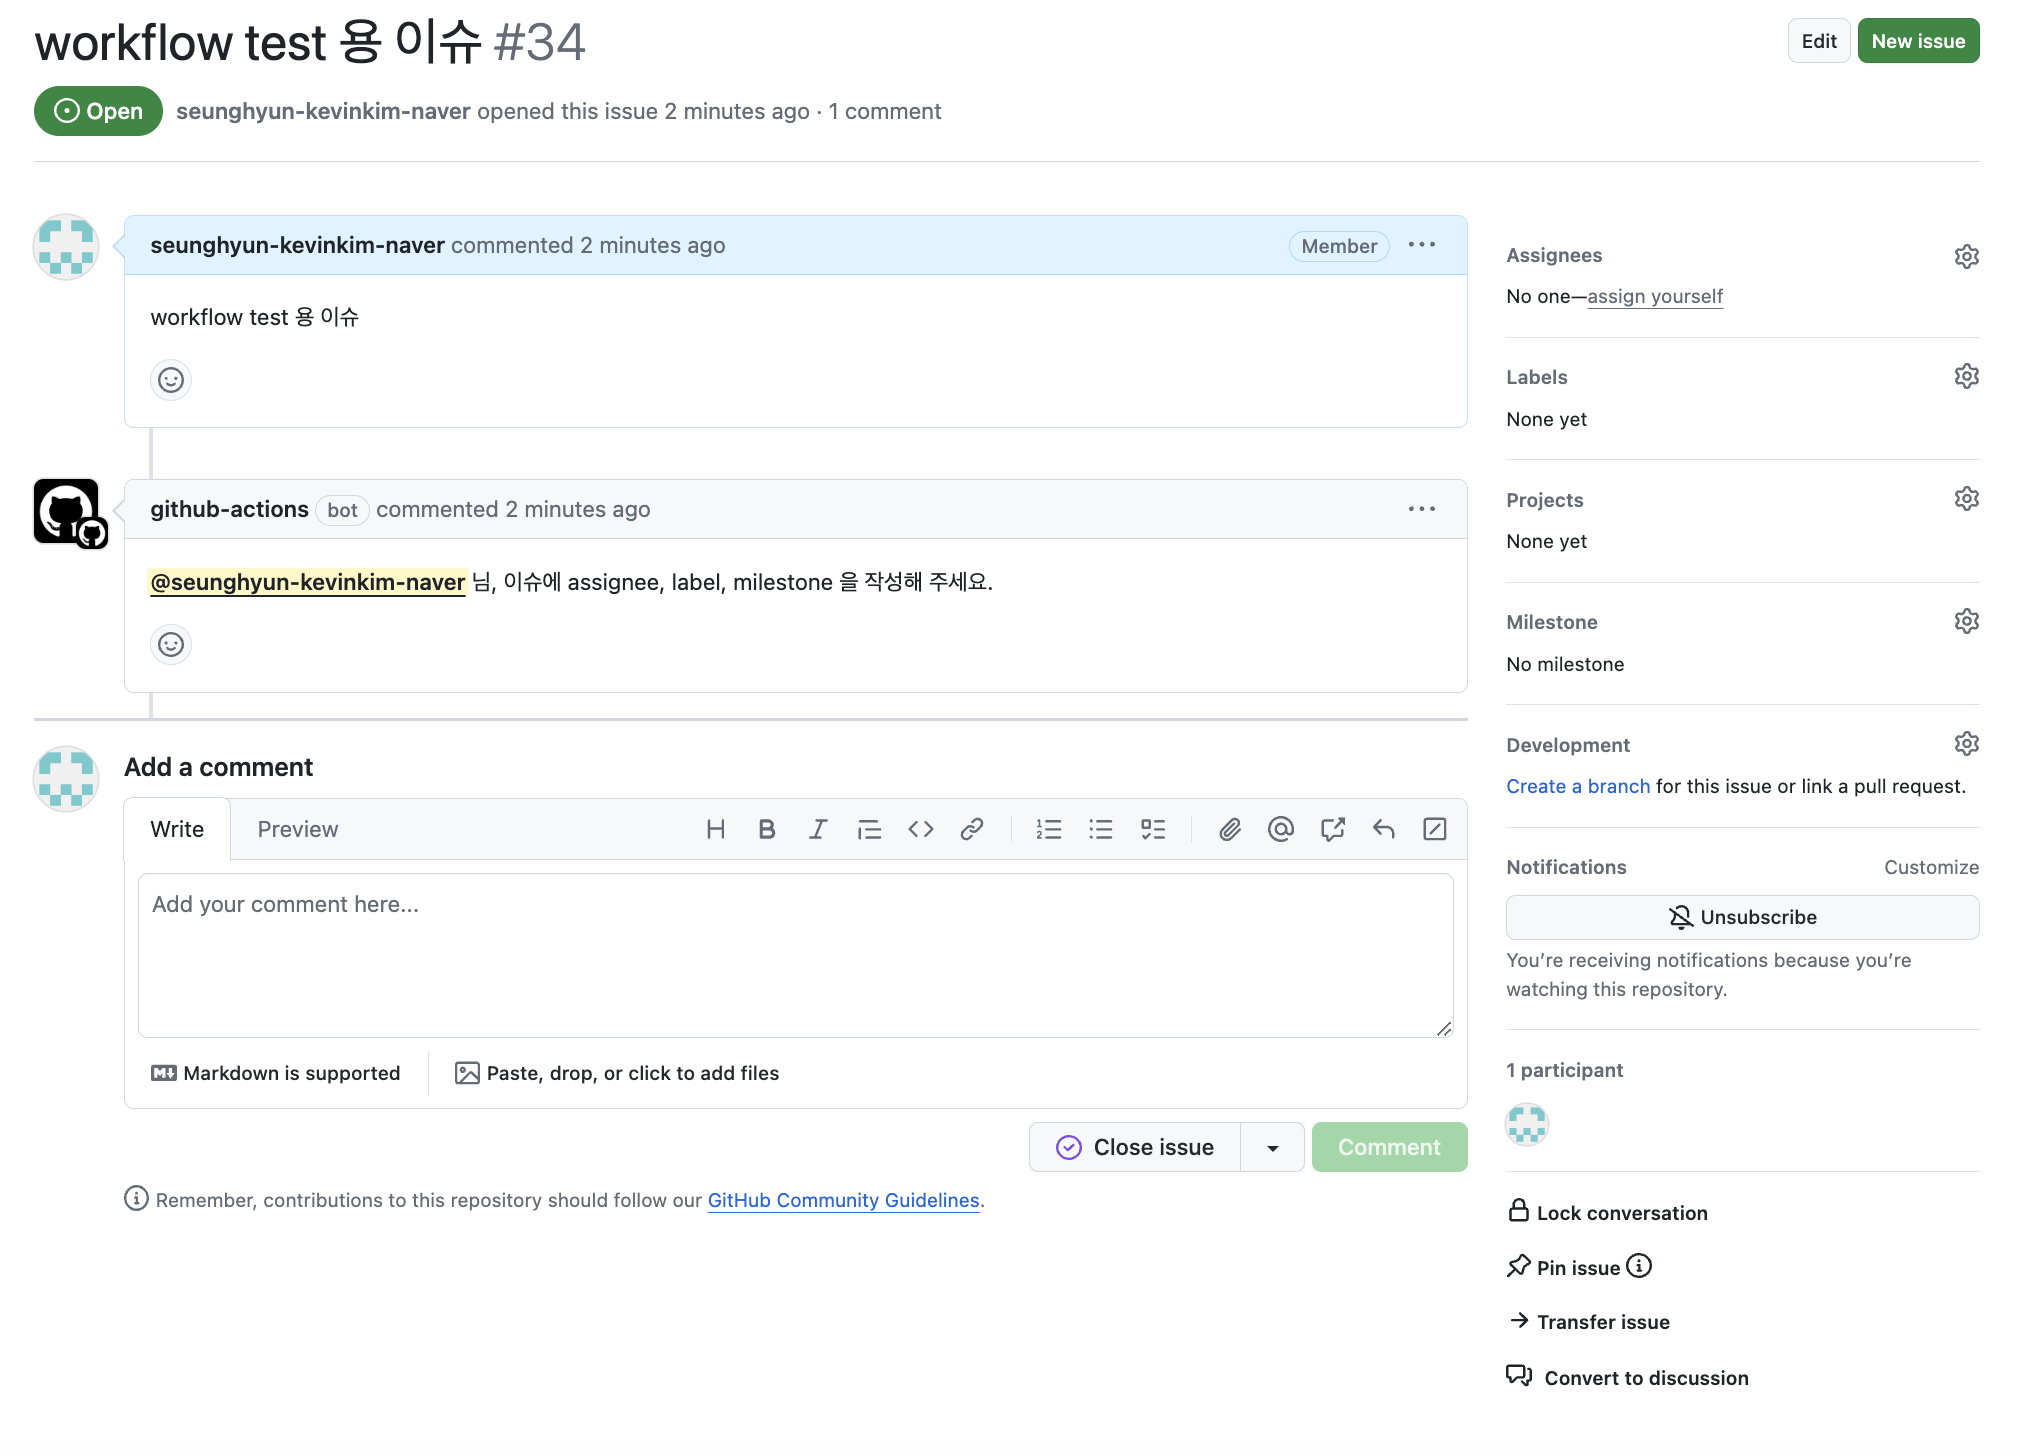 workflow test 용 이슈 #34
Edit
New issue
Open
seunghyun-kevinkim-naver opened this issue 2 minutes ago · 1 comment
seunghyun-kevinkim-naver commented 2 minutes ago
Member
workflow test 용 이슈
github-actions bot commented 2 minutes ago
@seunghyun-kevinkim-naver 님, 이슈에 assignee, label, milestone 을 작성해 주세요.
Add a comment
Write
Preview
Add your comment here...
Markdown is supported
Paste, drop, or click to add files
Close issue
Comment
Remember, contributions to this repository should follow our GitHub Community Guidelines.
Assignees
No one—assign yourself
Labels
None yet
Projects
None yet
Milestone
No milestone
Development
Create a branch for this issue or link a pull request.
Notifications
Customize
Unsubscribe
You're receiving notifications because you're
watching this repository.
1 participant
Lock conversation
Pin issue
Transfer issue
Convert to discussion